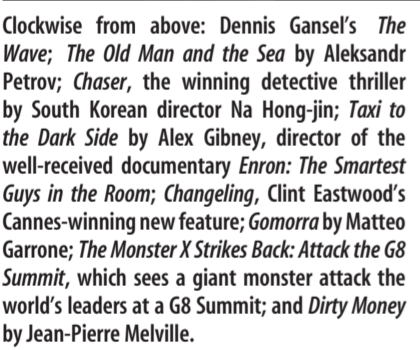 Clockwise from above: Dennis Gansel's The
Wave; The Old Man and the Sea by Aleksandr
Petrov; Chaser, the winning detective thriller
by South Korean director Na Hong-jin; Taxi to
the Dark Side by Alex Gibney, director of the
well-received documentary Enron: The Smartest
Guys in the Room; Changeling, Clint Eastwood's
Cannes-winning new feature; Gomorra by Matteo
Garrone; The Monster X Strikes Back: Attack the G8
Summit, which sees a giant monster attack the
world's leaders at a G8 Summit; and Dirty Money
by Jean-Pierre Melville.